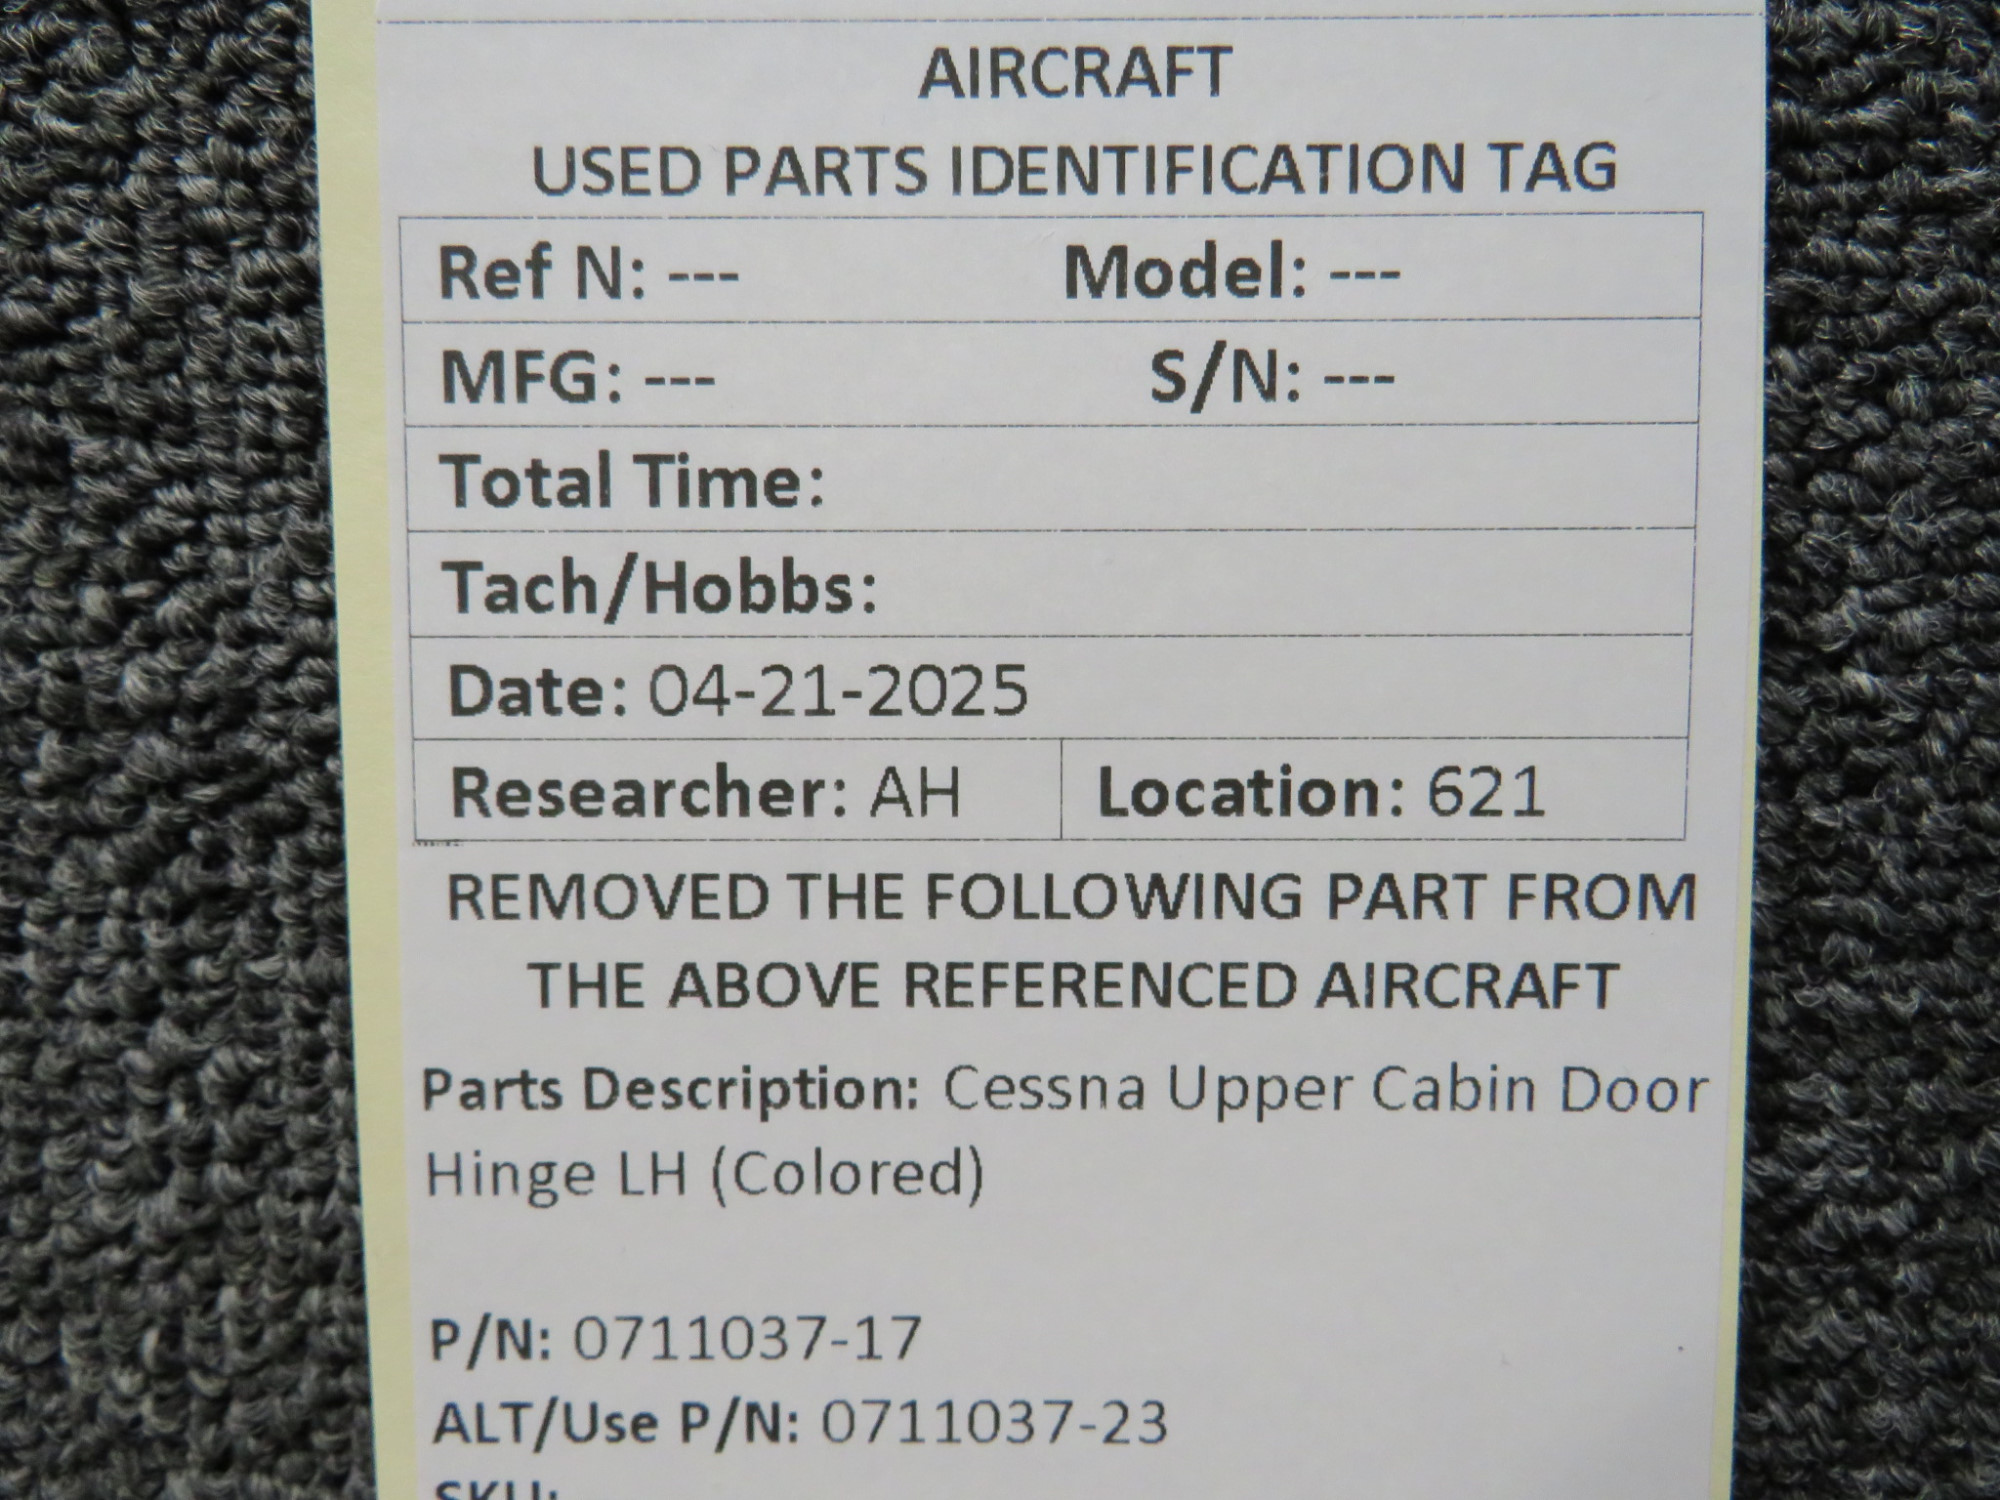 AIRCRAFT
USED PARTS IDENTIFICATION TAG
Ref N: --- Model: ---
MFG: --- S/N: ---
Total Time:
Tach/Hobbs:
Date: 04-21-2025
Researcher: AH Location: 621
REMOVED THE FOLLOWING PART FROM
THE ABOVE REFERENCED AIRCRAFT
Parts Description: Cessna Upper Cabin Door
Hinge LH (Colored)
P/N: 0711037-17
ALT/Use P/N: 0711037-23
SKU: